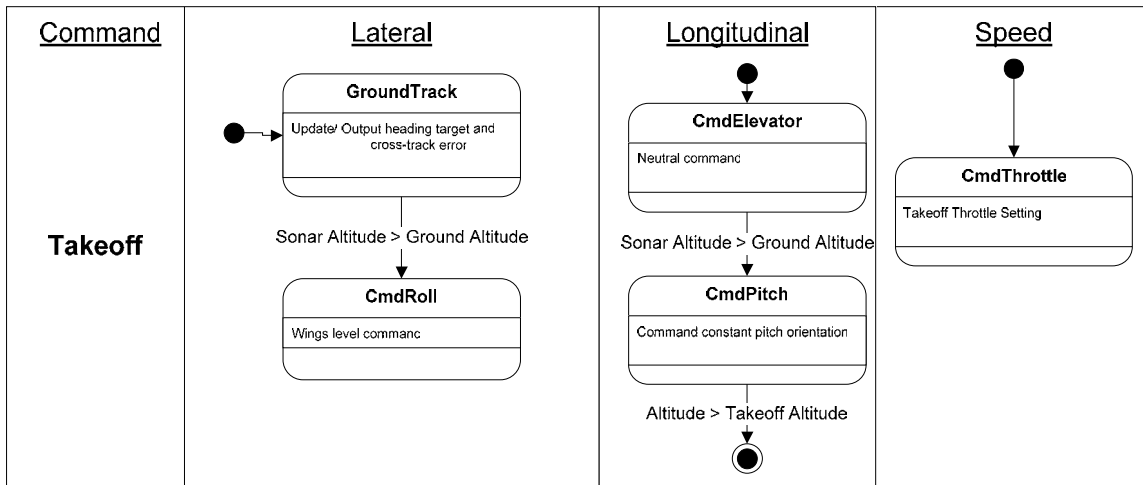 Command
Takeoff
Lateral
GroundTrack
Update/ Output heading target and
cross-track error
Sonar Altitude > Ground Altitude
CmdRoll
Wings level commanc
Longitudinal
CmdElevator
Neutral command
Sonar Altitude > Ground Altitude
CmdPitch
Command constant pitch orientation
Altitude > Takeoff Altitude
Speed
CmdThrottle
Takeoff Throttle Setting